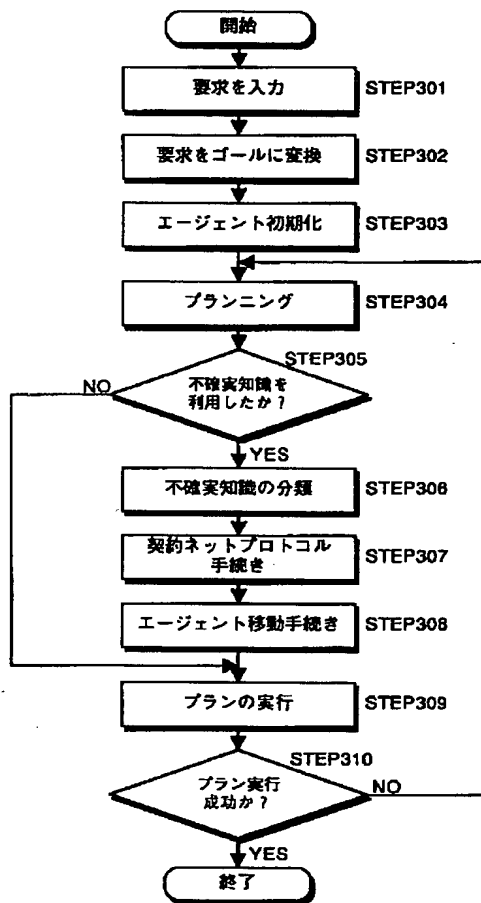 開始
要求を入力
STEP301
要求をゴールに変換
STEP302
エージェント初期化
STEP303
プランニング
STEP304
STEP305
NO
不確実知識を
利用したか？
YES
不確実知識の分類
STEP306
契約ネットプロトコル
手続き
STEP307
エージェント移動手続き
STEP308
プランの実行
STEP309
STEP310
プラン実行
成功か？
NO
YES
終了